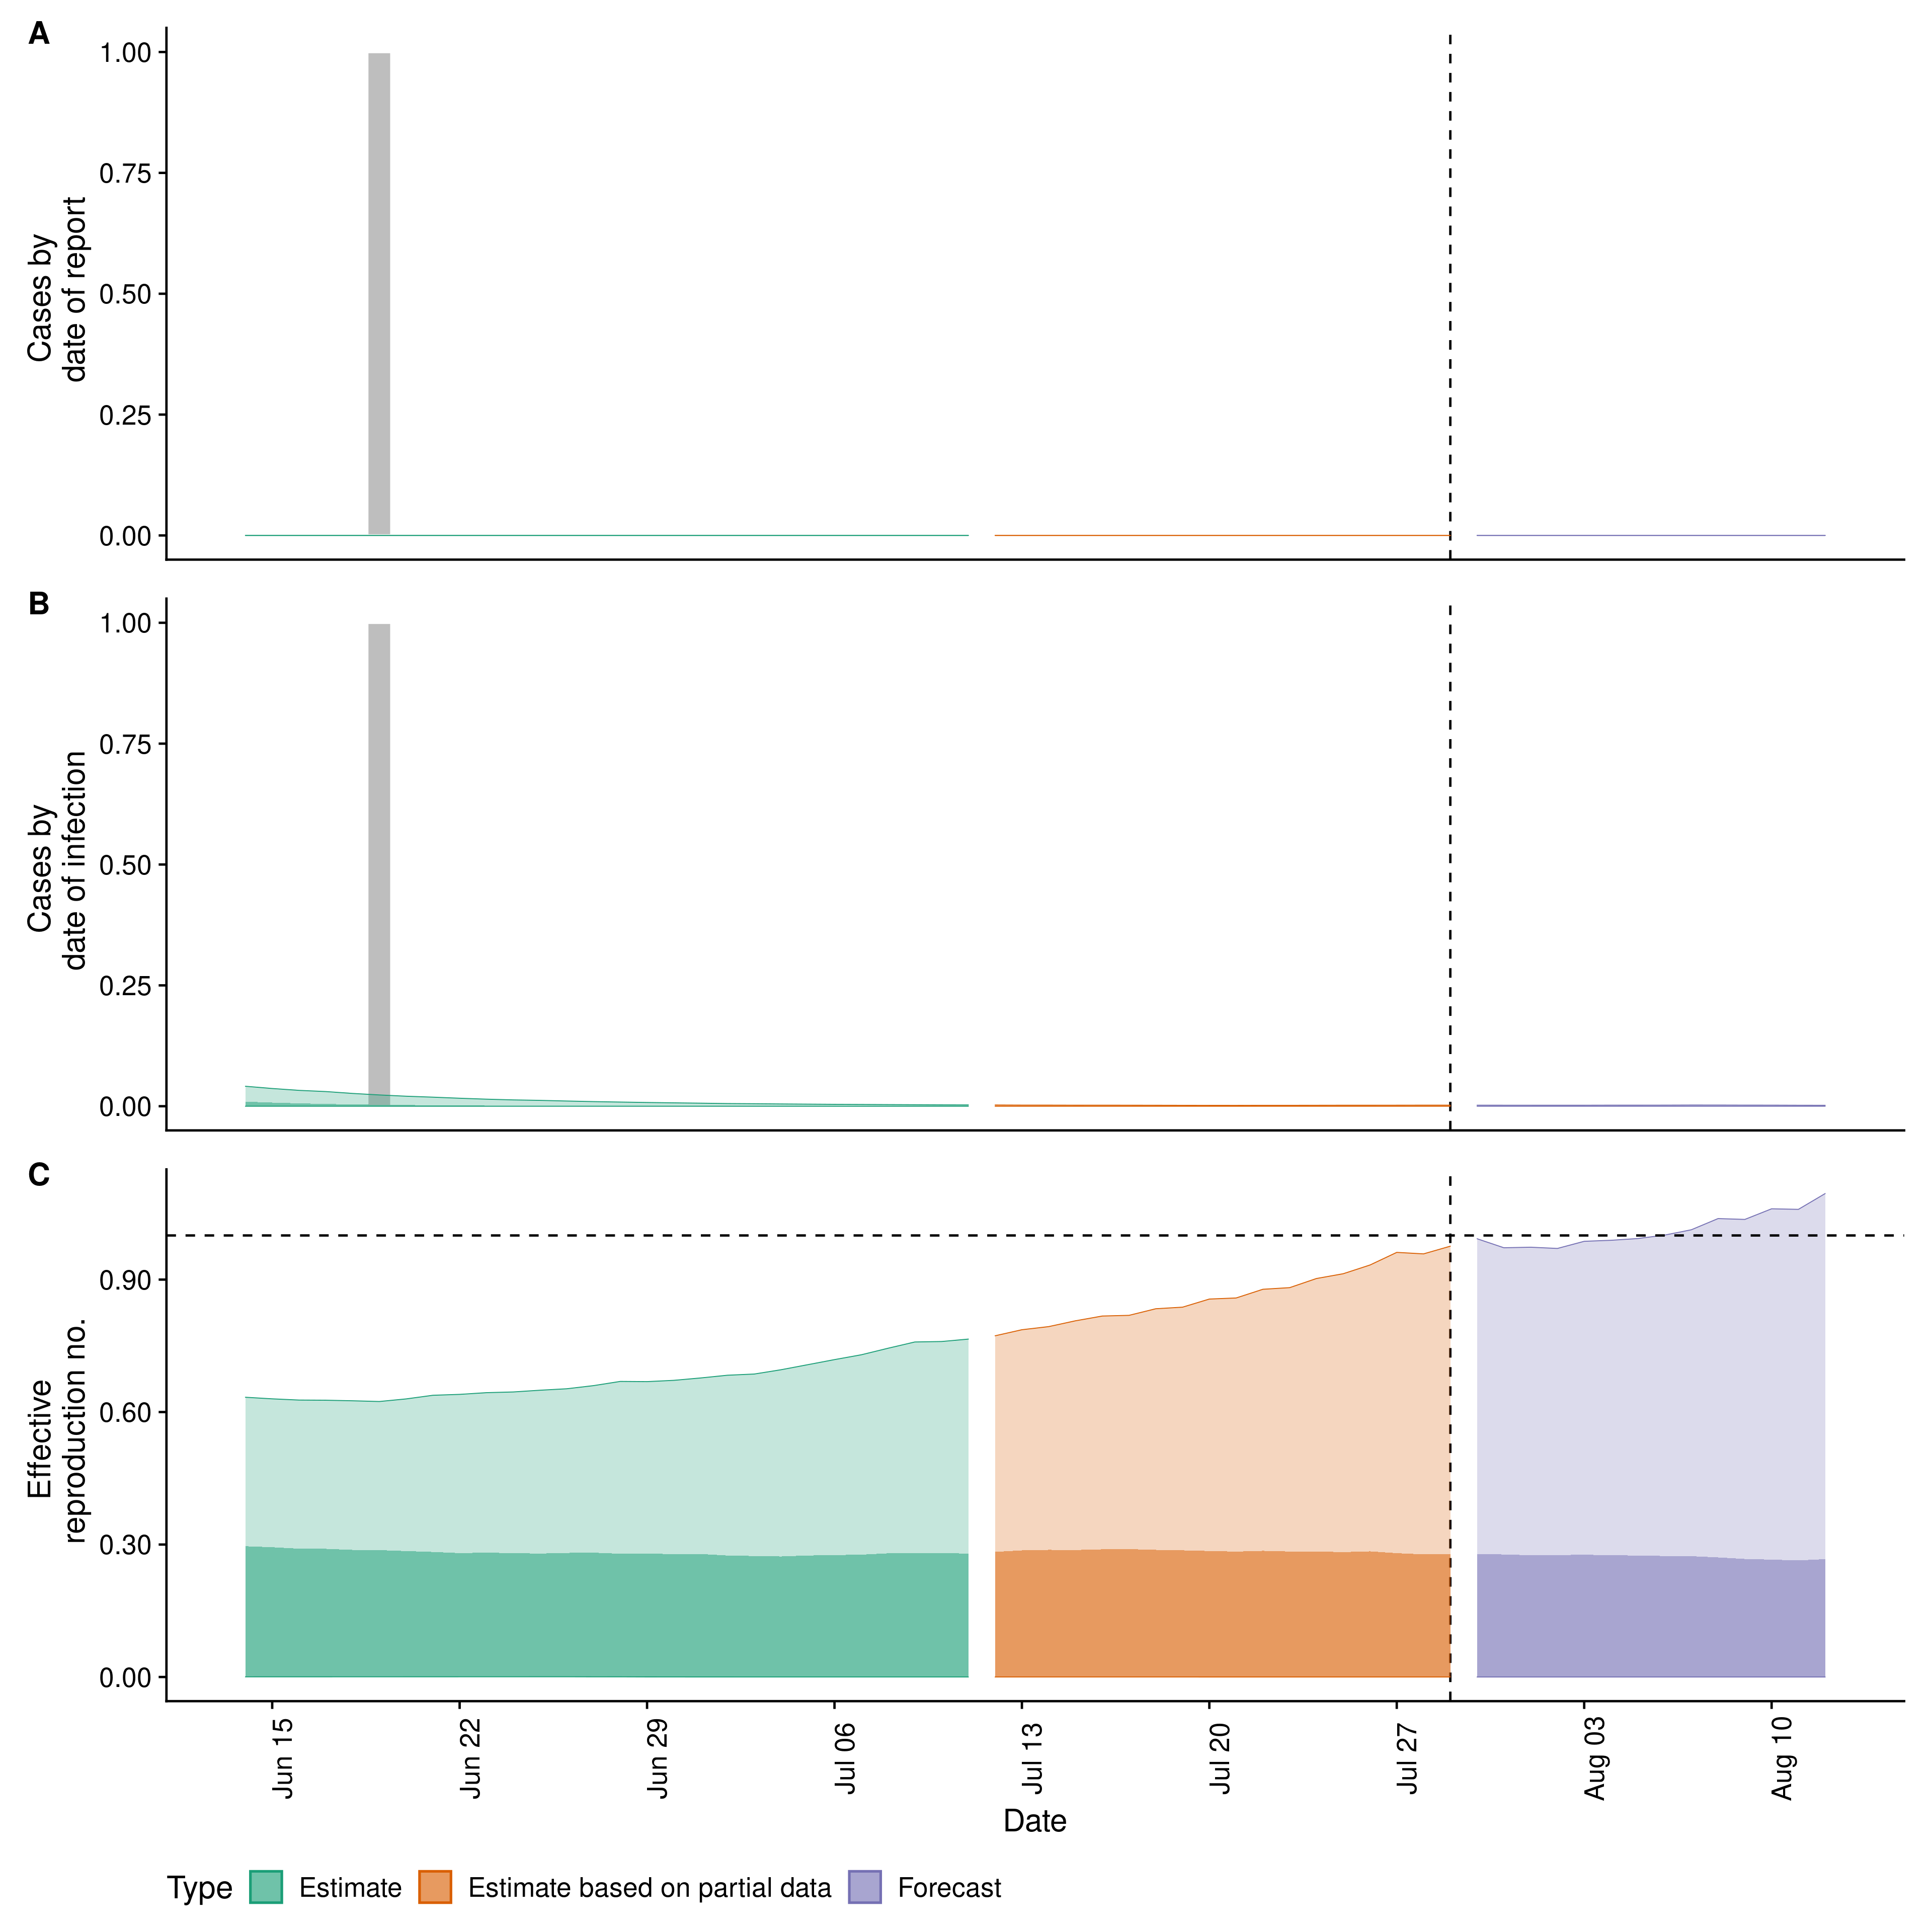 A
Cases by
date of report
1.00
0.75
0.50
0.25
0.00
B
Cases by
date of infection
1.00
0.75
0.50
0.25
0.00
C
Effective
reproduction no.
0.90
0.60
0.30
0.00
Jun 15
Jun 22
Jun 29
Jul 06
Jul 13
Jul 20
Jul 27
Aug 03
Aug 10
Date
Type Estimate Estimate based on partial data Forecast